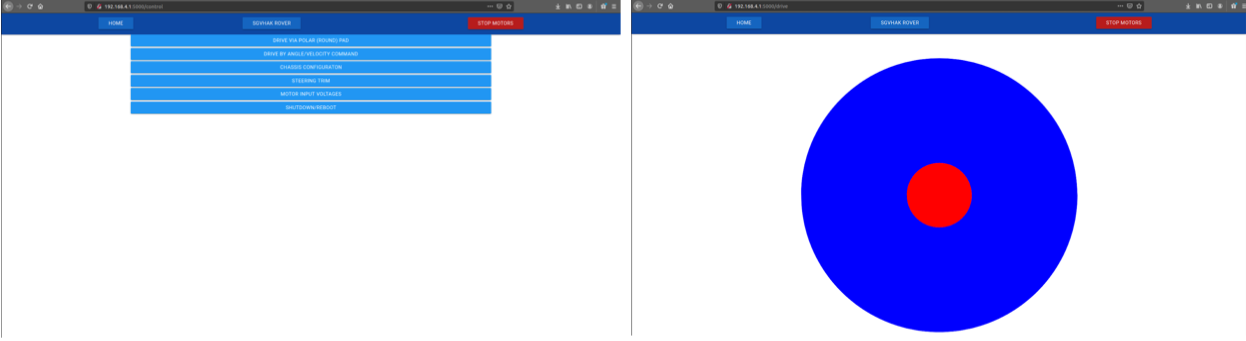 192.168.4.1:5000/control
HOME
SGVHAK ROVER
STOP MOTORS
DRIVE VIA POLAR (ROUND) PAD
DRIVE BY ANGLE/VELOCITY COMMAND
CHASSIS CONFIGURATON
STEERING TRIM
MOTOR INPUT VOLTAGES
SHUTDOWN/REBOOT
192.168.4.1:5000/drive
HOME
SGVHAK ROVER
STOP MOTORS